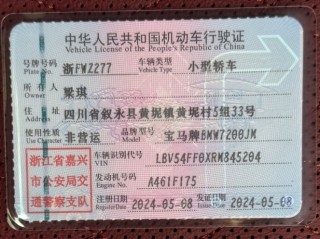 中华人民共和国机动车行驶证
Vehicle License of the People's Republic of China
号牌号码 浙FWZ277 车辆类型 小型轿车
Plate No. Vehicle Type
所有人 梁琪
Owner
住址 四川省叙永县黄坭镇黄坭村5组33号
Address
使用性质 非营运 品牌型号 宝马牌BMW7200JM
Use Character Model
浙江省嘉兴市公安局交通警察支队
车辆识别代号 LBV54FF0XRM845204
VIN
发动机号码 A461F175
Engine No.
注册日期 2024-05-08 发证日期 2024-05-08
Register Date Issue Date